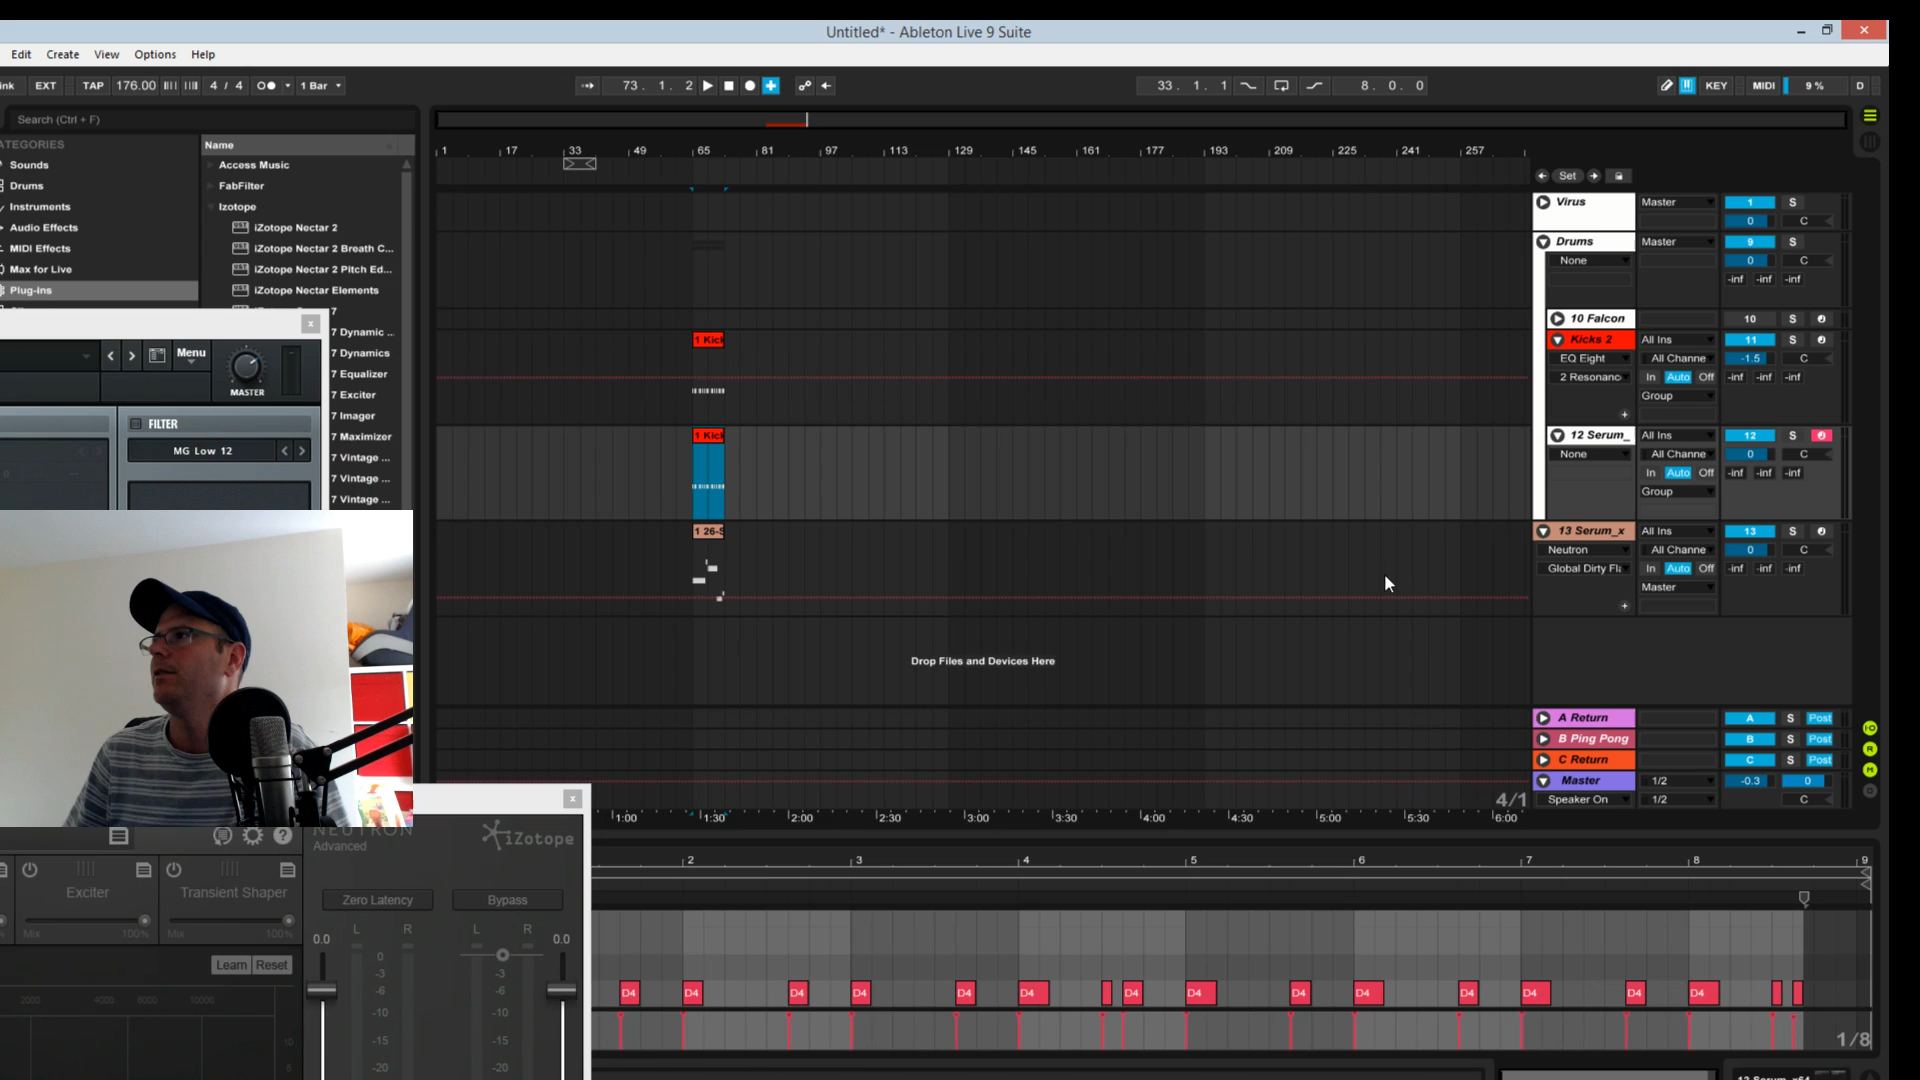 Untitled* - Ableton Live 9 Suite
Edit Create View Options Help
ink EXT TAP 176.00 4 / 4 1 Bar 73. 1. 2 33. 1. 1 8. 0. 0 KEY MIDI 9 % D
Search (Ctrl + F)
ATEGORIES
Sounds
Drums
Instruments
Audio Effects
MIDI Effects
Max for Live
Plug-ins
Name
Access Music
FabFilter
Izotope
iZotope Nectar 2
iZotope Nectar 2 Breath C...
iZotope Nectar 2 Pitch Ed...
iZotope Nectar Elements
7
7 Dynamic ...
7 Dynamics
7 Equalizer
7 Exciter
7 Imager
7 Maximizer
7 Vintage ...
7 Vintage ...
7 Vintage ...
Menu
MASTER
FILTER
MG Low 12
1 17 33 49 65 81 97 113 129 145 161 177 193 209 225 241 257
Set
Virus Master 1 S
0 C
Drums Master 9 S
None 0 C
-inf -inf -inf
10 Falcon 10 S
1 Kick Kicks 2 All Ins 11 S
EQ Eight All Channe -1.5 C
2 Resonanc In Auto Off -inf -inf -inf
Group
1 Kick 12 Serum_ All Ins 12 S
None All Channe 0 C
In Auto Off -inf -inf -inf
Group
1 26-S 13 Serum_x All Ins 13 S
Neutron All Channe 0 C
Global Dirty Fla In Auto Off -inf -inf -inf
Master
Drop Files and Devices Here
A Return A S Post
B Ping Pong B S Post
C Return C S Post
Master 1/2 -0.3 0
4/1 Speaker On 1/2 C
1:00 1:30 2:00 2:30 3:00 3:30 4:00 4:30 5:00 5:30 6:00
NEUTRON
Advanced
iZotope
Exciter Transient Shaper
Mix 100% Mix 100%
Zero Latency Bypass
L R L R
0.0 0.0
0
-3 -3
-6 -6
-10 -10
-15 -15
-20 -20
Learn Reset
2000 4000 6000 10000
2 3 4 5 6 7 8 9
D4 D4 D4 D4 D4 D4 D4 D4 D4 D4 D4 D4 D4 D4
1/8